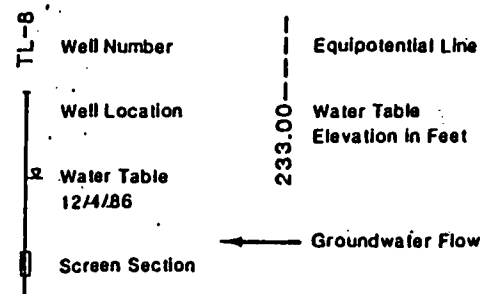 TL-8
Well Number
Well Location
Water Table
12/4/86
Screen Section
Equipotential Line
233.00
Water Table
Elevation in Feet
Groundwater Flow